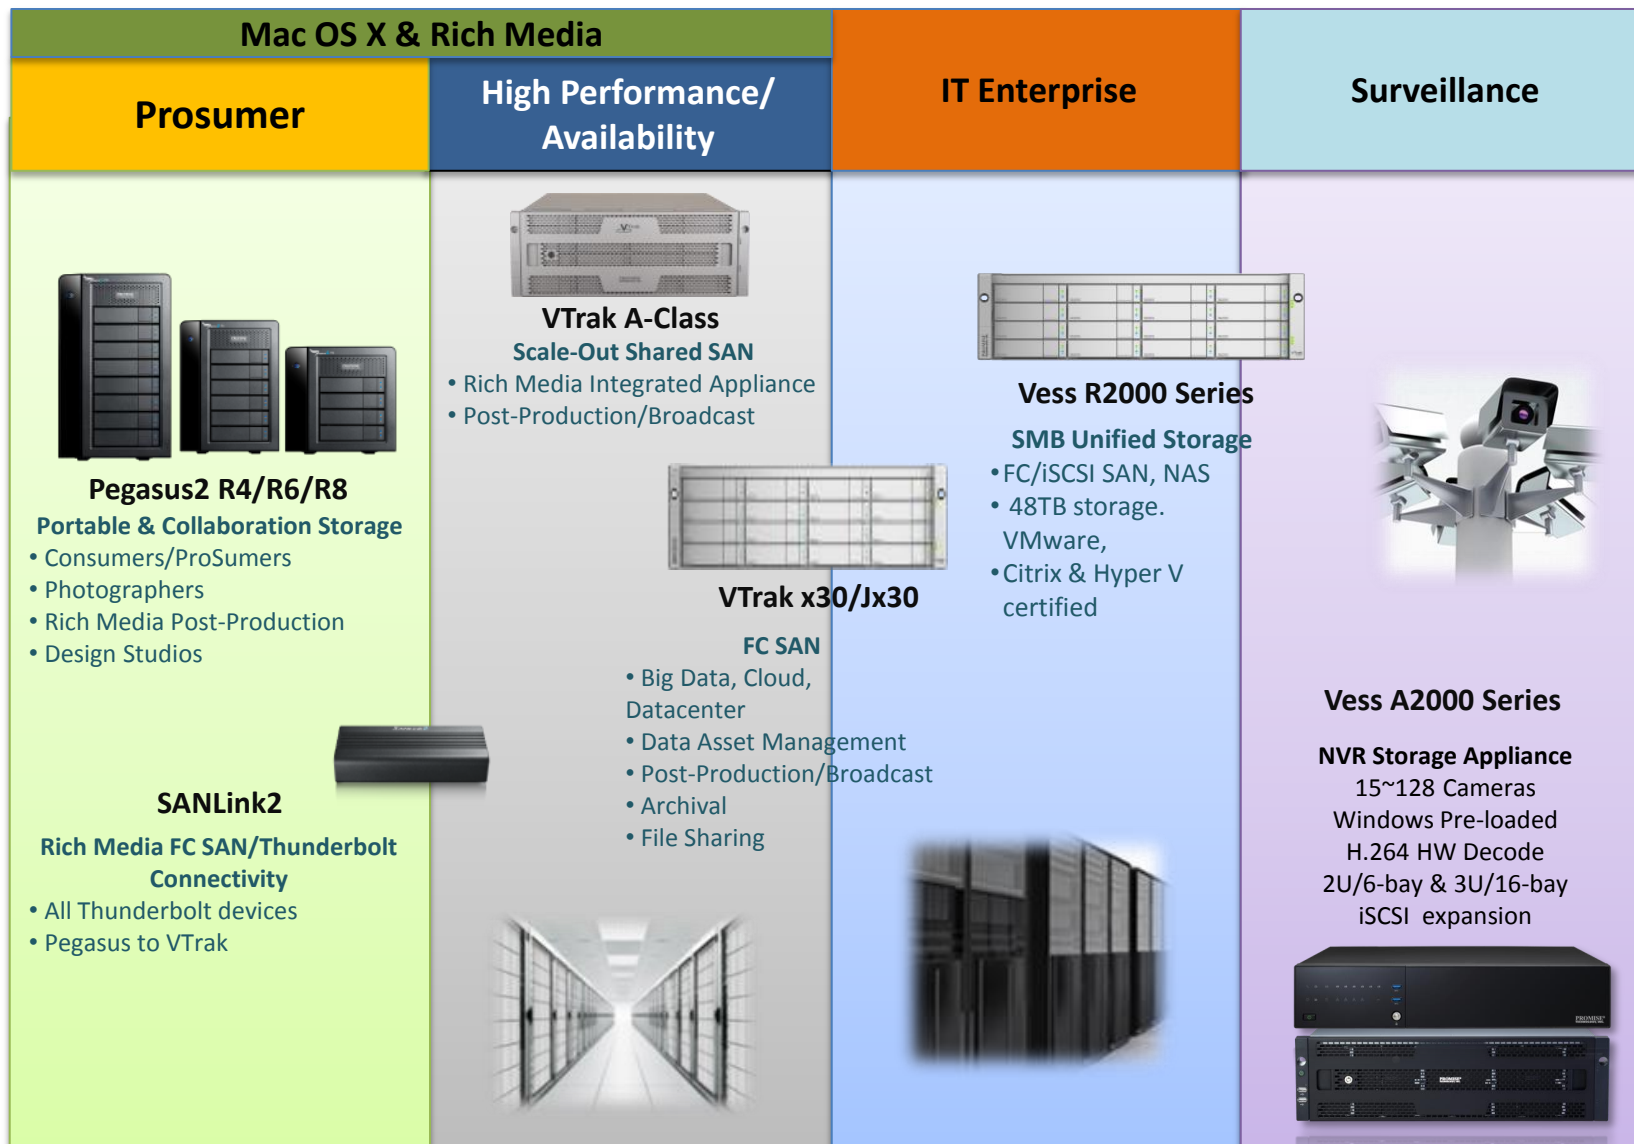 Mac OS X & Rich Media
Prosumer
High Performance/
Availability
IT Enterprise
Surveillance
Pegasus2 R4/R6/R8
Portable & Collaboration Storage
• Consumers/ProSumers
• Photographers
• Rich Media Post-Production
• Design Studios
SANLink2
Rich Media FC SAN/Thunderbolt
Connectivity
• All Thunderbolt devices
• Pegasus to VTrak
VTrak
VTrak A-Class
Scale-Out Shared SAN
• Rich Media Integrated Appliance
• Post-Production/Broadcast
VTrak x30/Jx30
FC SAN
• Big Data, Cloud,
Datacenter
• Data Asset Management
• Post-Production/Broadcast
• Archival
• File Sharing
Vess R2000 Series
SMB Unified Storage
• FC/iSCSI SAN, NAS
• 48TB storage.
VMware,
• Citrix & Hyper V
certified
Vess A2000 Series
NVR Storage Appliance
15~128 Cameras
Windows Pre-loaded
H.264 HW Decode
2U/6-bay & 3U/16-bay
iSCSI expansion
PROMISE
PROMISE